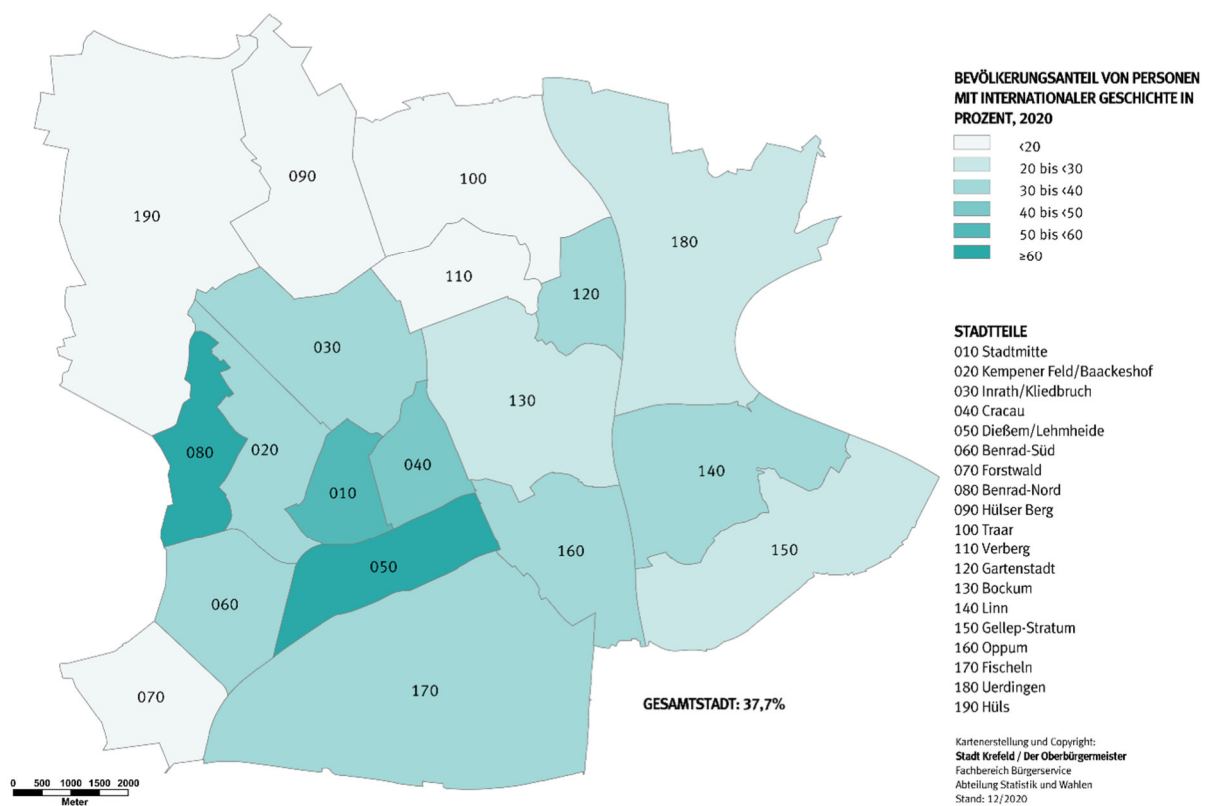 BEVÖLKERUNGSANTEIL VON PERSONEN
MIT INTERNATIONALER GESCHICHTE IN
PROZENT, 2020
<20
20 bis <30
30 bis <40
40 bis <50
50 bis <60
≥60
STADTTEILE
010 Stadtmitte
020 Kempener Feld/Baackeshof
030 Inrath/Kliedbruch
040 Cracau
050 Dießem/Lehmheide
060 Benrad-Süd
070 Forstwald
080 Benrad-Nord
090 Hülser Berg
100 Traar
110 Verberg
120 Gartenstadt
130 Bockum
140 Linn
150 Gellep-Stratum
160 Oppum
170 Fischeln
180 Uerdingen
190 Hüls
Kartenerstellung und Copyright:
Stadt Krefeld / Der Oberbürgermeister
Fachbereich Bürgerservice
Abteilung Statistik und Wahlen
Stand: 12/2020
090
100
190
180
110
120
030
130
080
020
040
140
010
150
160
050
060
170
070
GESAMTSTADT: 37,7%
0 500 1000 1500 2000
Meter